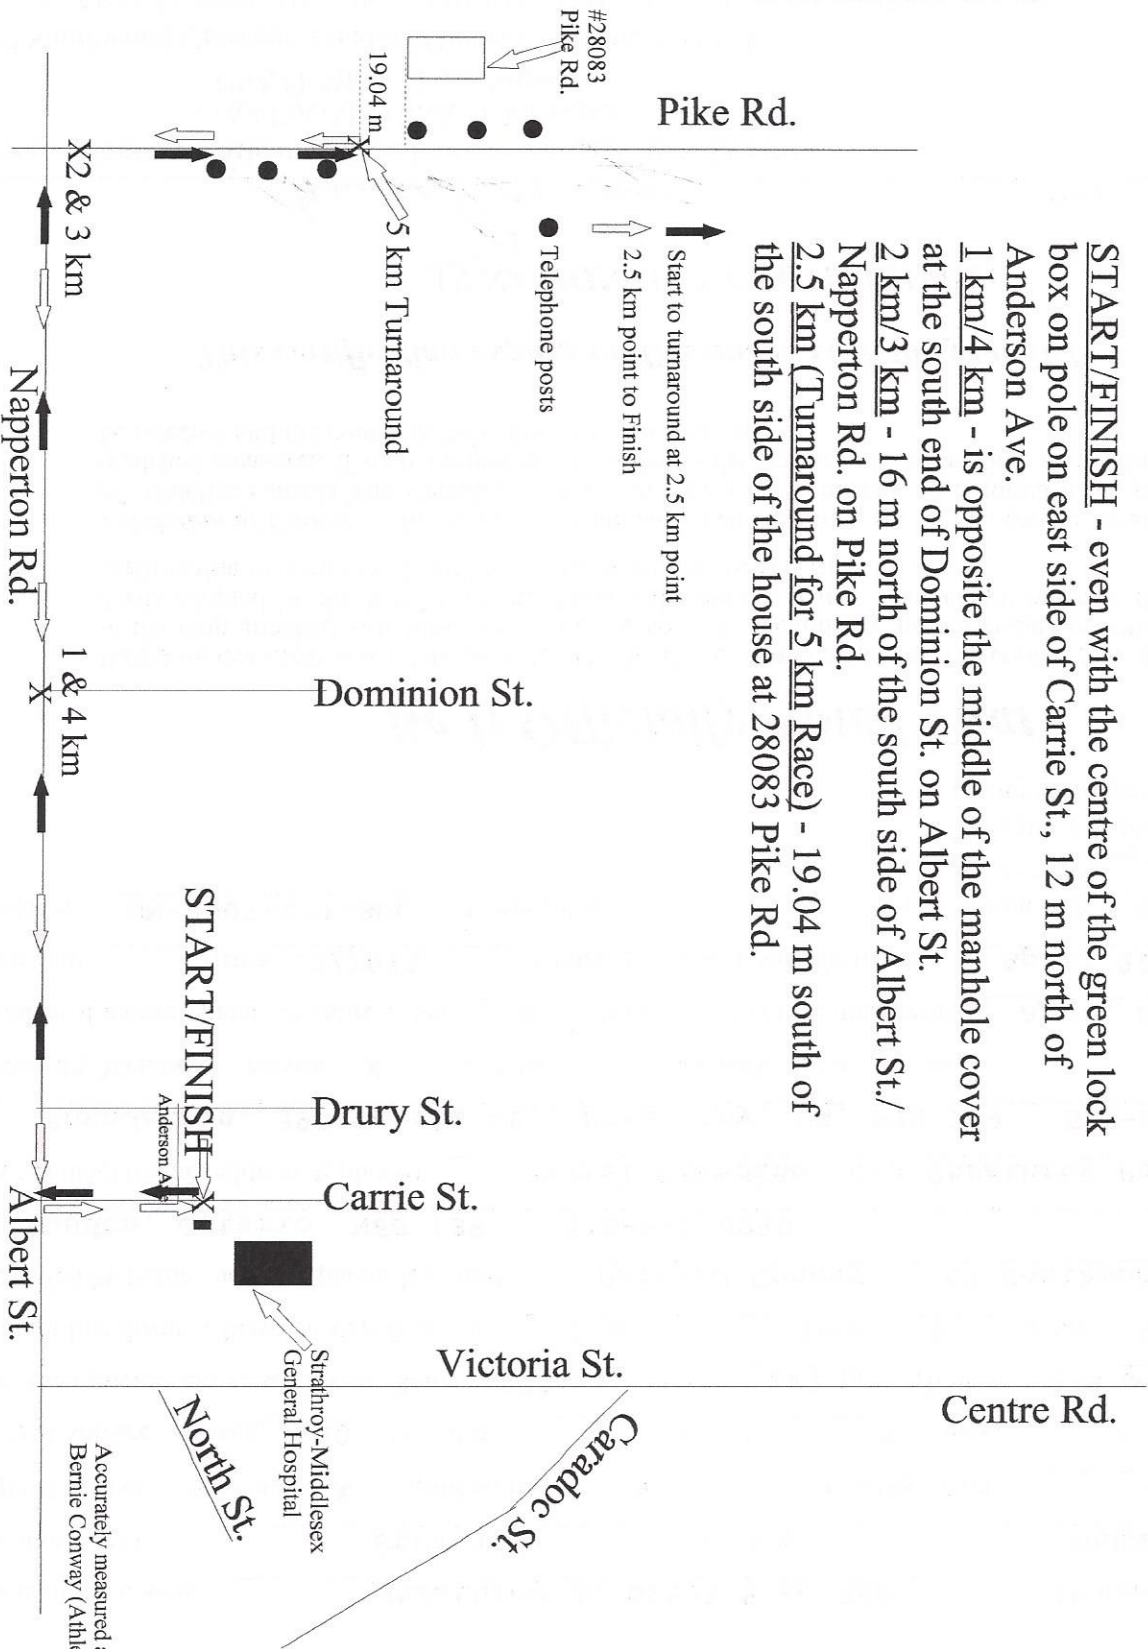 START/FINISH - even with the centre of the green lock
box on pole on east side of Carrie St., 12 m north of
Anderson Ave.
1 km/4 km - is opposite the middle of the manhole cover
at the south end of Dominion St. on Albert St.
2 km/3 km - 16 m north of the south side of Albert St./
Napperton Rd. on Pike Rd.
2.5 km (Turnaround for 5 km Race) - 19.04 m south of
the south side of the house at 28083 Pike Rd.
Start to turnaround at 2.5 km point
2.5 km point to Finish
Telephone posts
#28083
Pike Rd.
Pike Rd.
19.04 m
X
5 km Turnaround
X2 & 3 km
Napperton Rd.
1 & 4 km
X
Dominion St.
START/FINISH
X
Drury St.
Anderson Ave.
Carrie St.
Albert St.
Strathroy-Middlesex
General Hospital
Victoria St.
Centre Rd.
Caradoc St.
North St.
Accurately measured
Bernie Conway